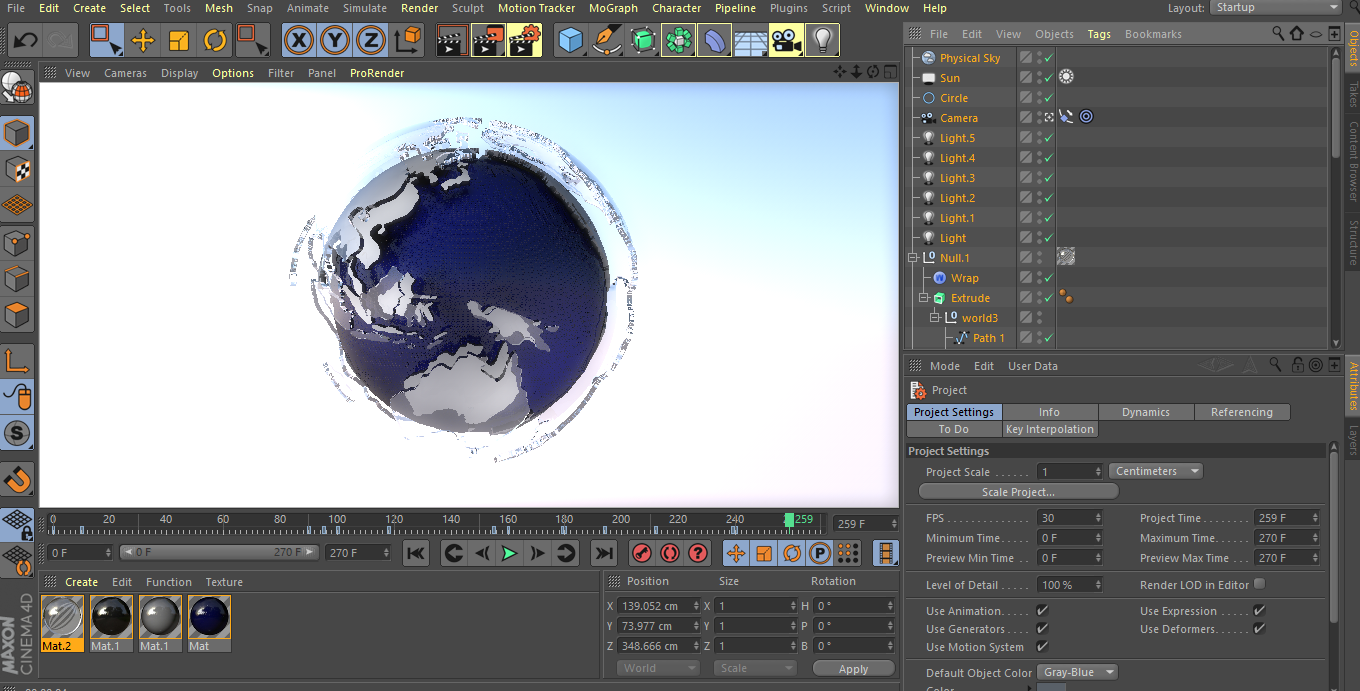 File Edit Create Select Tools Mesh Snap Animate Simulate Render Sculpt Motion Tracker MoGraph Character Pipeline Plugins Script Window Help Layout: Startup
View Cameras Display Options Filter Panel ProRender
File Edit View Objects Tags Bookmarks
Physical Sky
Sun
Circle
Camera
Light.5
Light.4
Light.3
Light.2
Light.1
Light
Null.1
Wrap
Extrude
world3
Path 1
Objects
Takes
Content Browser
Structure
Mode Edit User Data
Project
Project Settings Info Dynamics Referencing
To Do Key Interpolation
Project Settings
Project Scale 1 Centimeters
Scale Project...
FPS 30 Project Time 259 F
Minimum Time 0 F Maximum Time 270 F
Preview Min Time 0 F Preview Max Time 270 F
Level of Detail 100 % Render LOD in Editor
Use Animation Use Expression
Use Generators Use Deformers
Use Motion System
Default Object Color Gray-Blue
Color
Attributes
Layers
0 20 40 60 80 100 120 140 160 180 200 220 240 259 259 F
0 F 0 F 270 F 270 F
Create Edit Function Texture
Mat.2 Mat.1 Mat.1 Mat
Position Size Rotation
X 139.052 cm X 1 H 0 °
Y 73.977 cm Y 1 P 0 °
Z 348.666 cm Z 1 B 0 °
World Scale Apply
MAXON
CINEMA 4D